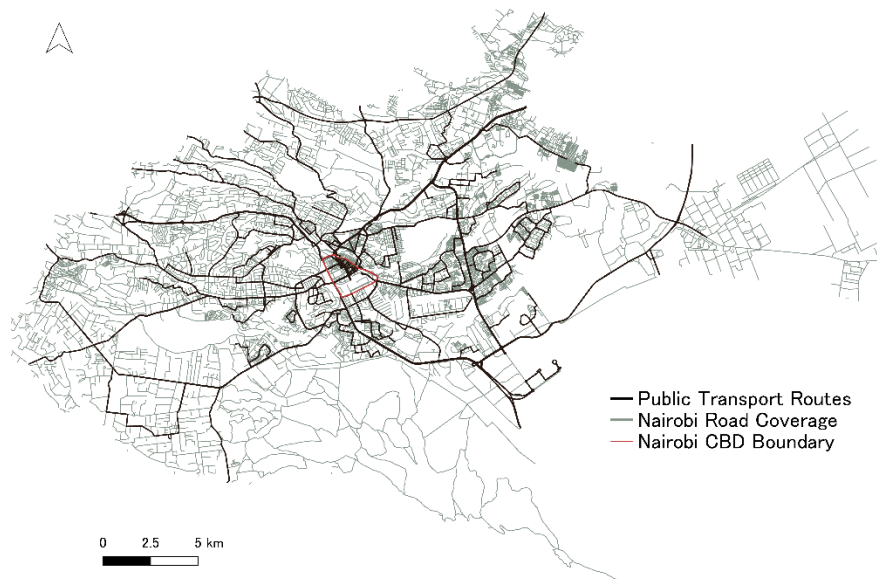 Public Transport Routes
Nairobi Road Coverage
Nairobi CBD Boundary
0 2.5 5 km